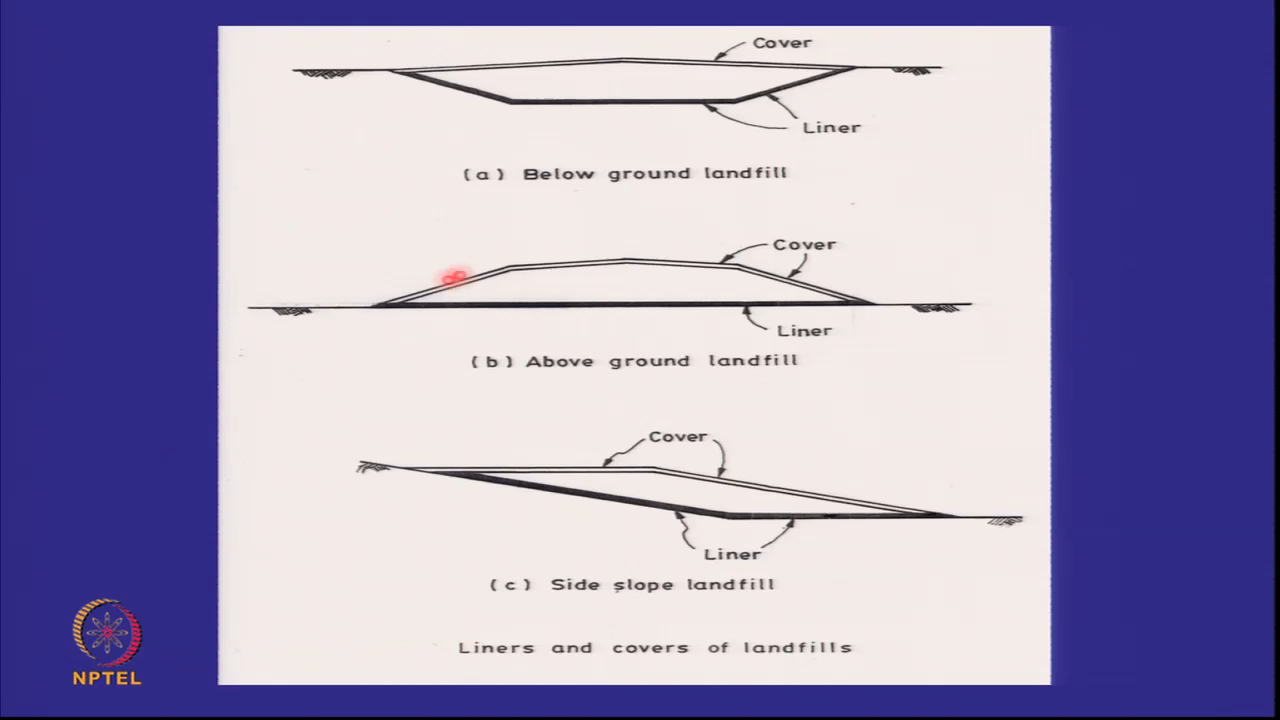 Cover
Liner
(a) Below ground landfill
Cover
Liner
(b) Above ground landfill
Cover
Liner
(c) Side slope landfill
Liners and covers of landfills
NPTEL